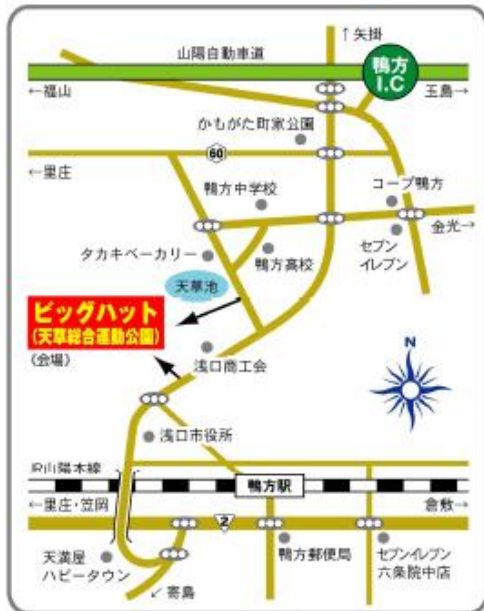 ↑矢掛
山陽自動車道
鴨方
I.C
←福山
玉島→
かもがた町家公園
60
←里庄
鴨方中学校
コープ鴨方
金光→
タカキベーカリー
鴨方高校
セブン
イレブン
天草池
ビッグハット
(天草総合運動公園)
(会場)
N
浅口商工会
浅口市役所
JR山陽本線
鴨方駅
←里庄・笠岡
倉敷→
2
天満屋
ハピータウン
鴨方郵便局
セブンイレブン
六条院中店
↙寄島